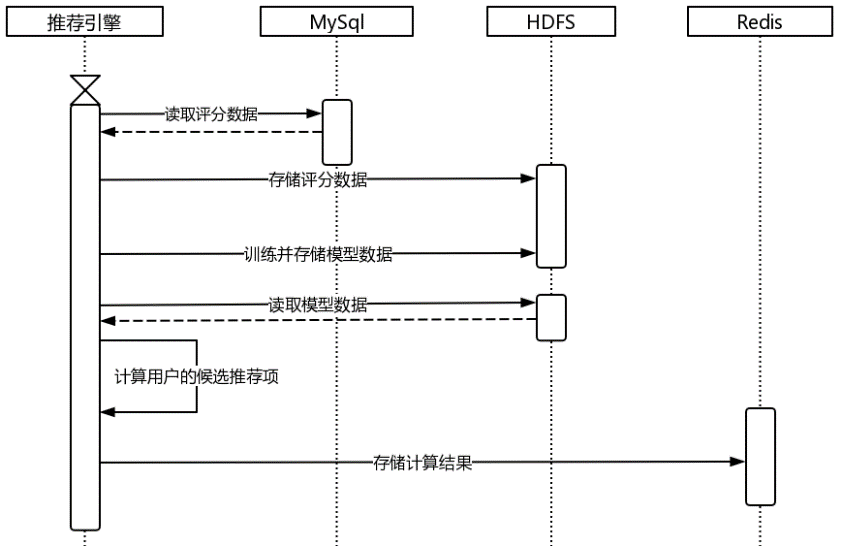 推荐引擎
MySql
HDFS
Redis
读取评分数据
存储评分数据
训练并存储模型数据
读取模型数据
计算用户的候选推荐项
存储计算结果